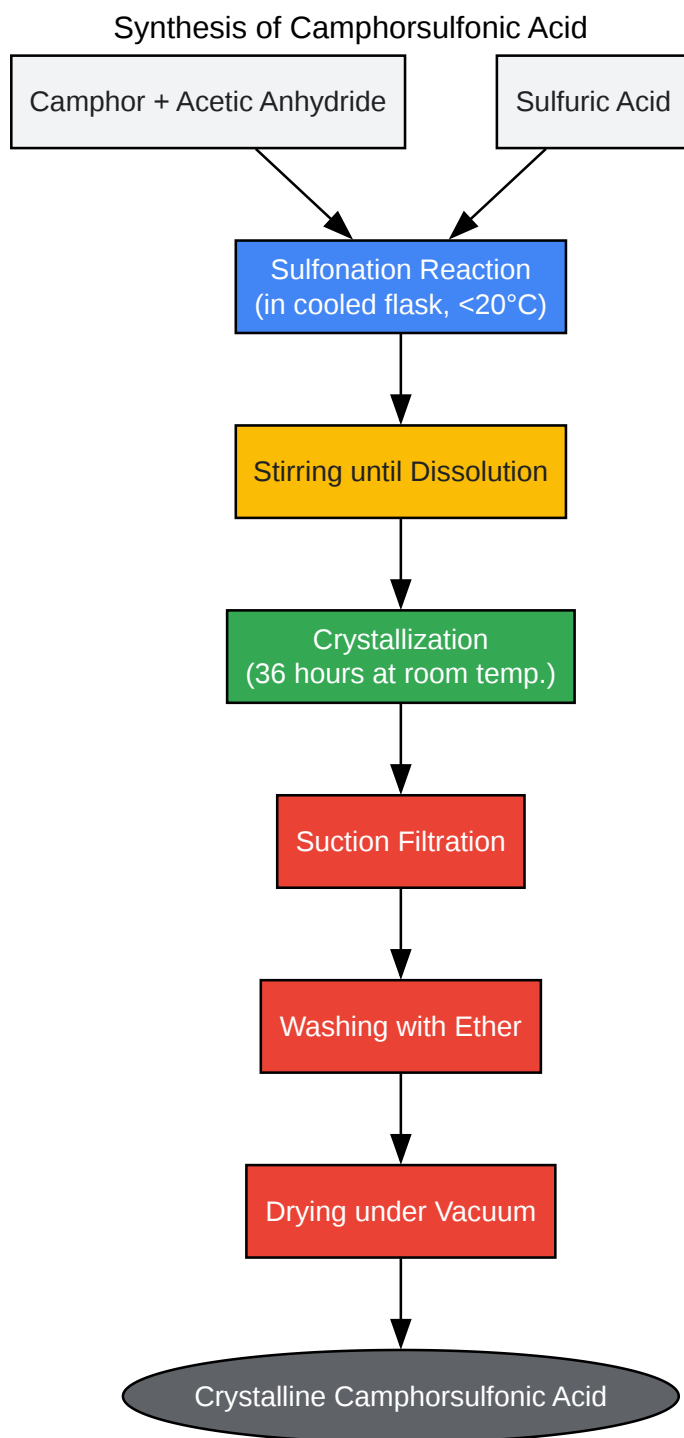 Synthesis of Camphorsulfonic Acid
Camphor + Acetic Anhydride
Sulfuric Acid
Sulfonation Reaction
(in cooled flask, <20°C)
Stirring until Dissolution
Crystallization
(36 hours at room temp.)
Suction Filtration
Washing with Ether
Drying under Vacuum
Crystalline Camphorsulfonic Acid